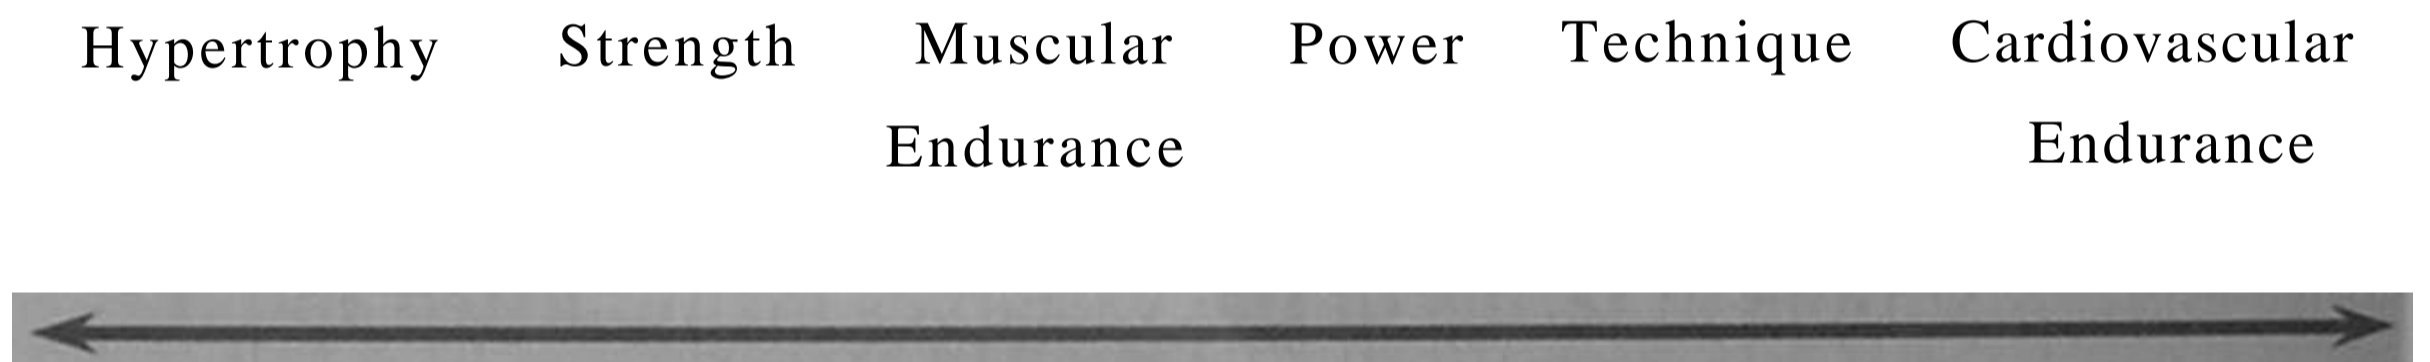 Hypertrophy Strength Muscular Power Technique Cardiovascular
Endurance Endurance